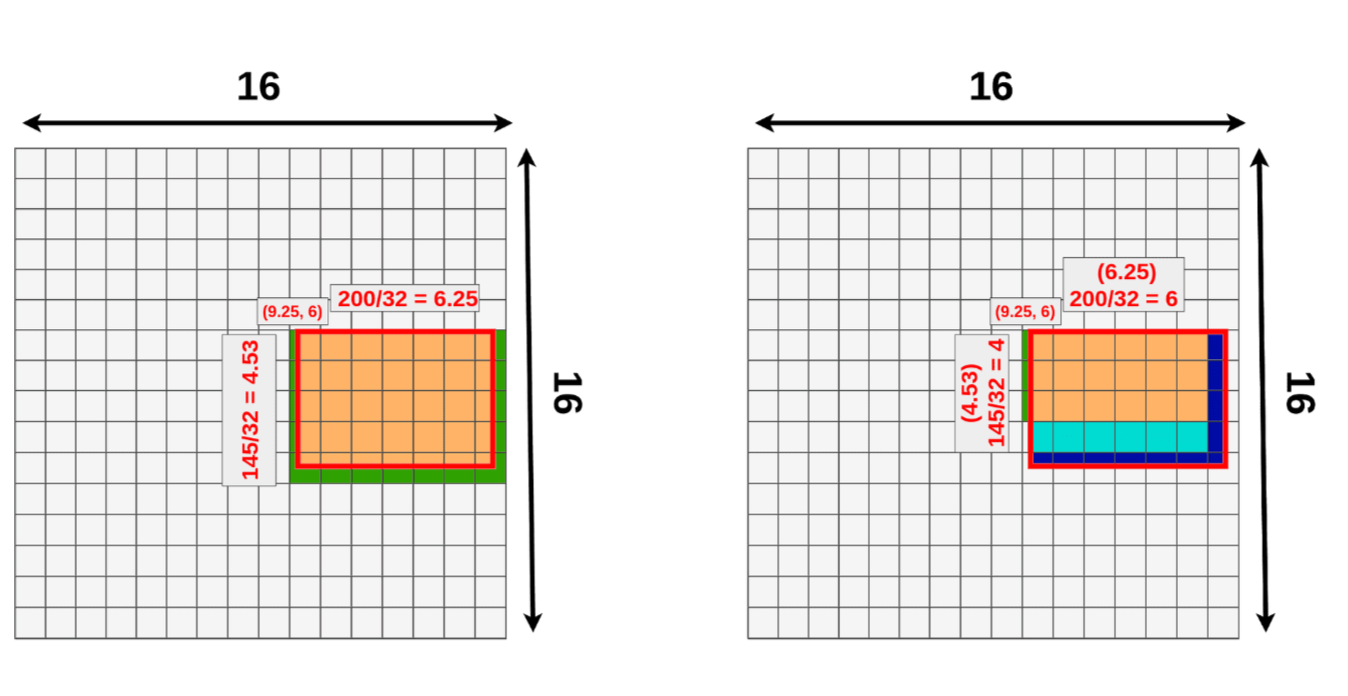 16
16
(9.25, 6)
200/32 = 6.25
145/32 = 4.53
16
(6.25)
200/32 = 6
(9.25, 6)
(4.53)
145/32 = 4
16